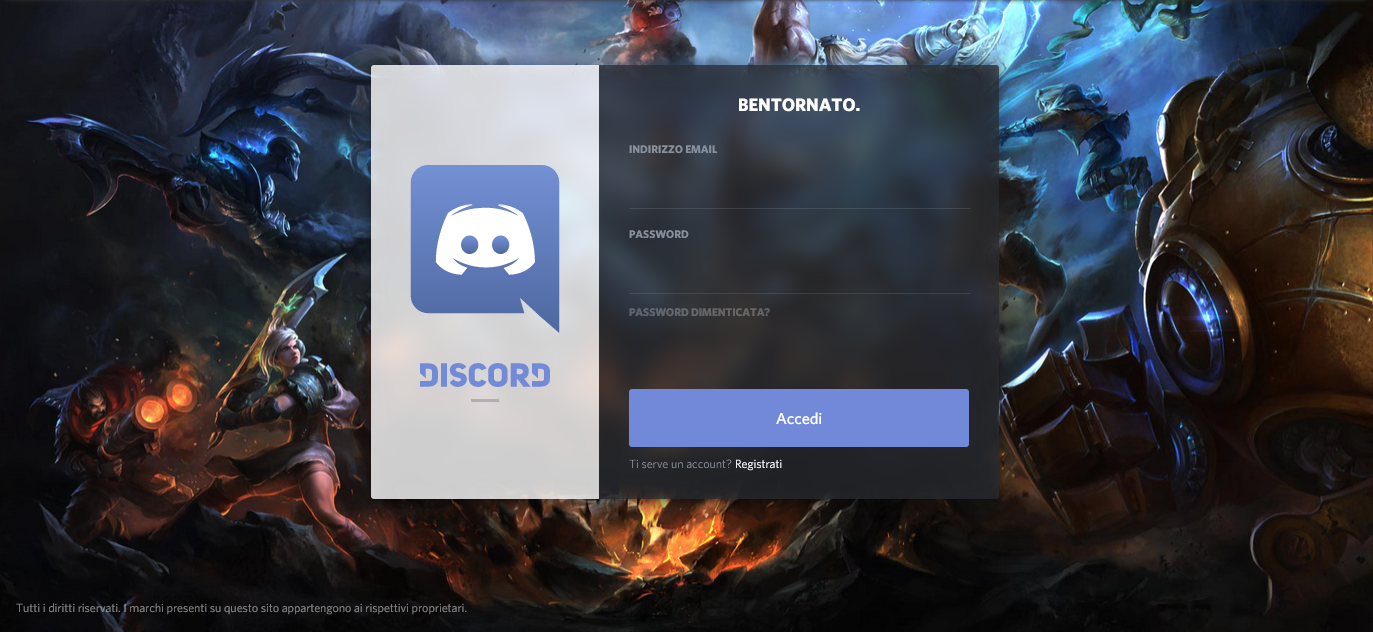 BENTORNATO.
INDIRIZZO EMAIL
PASSWORD
PASSWORD DIMENTICATA?
DISCORD
Accedi
Ti serve un account? Registrati
Tutti i diritti riservati. I marchi presenti su questo sito appartengono ai rispettivi proprietari.